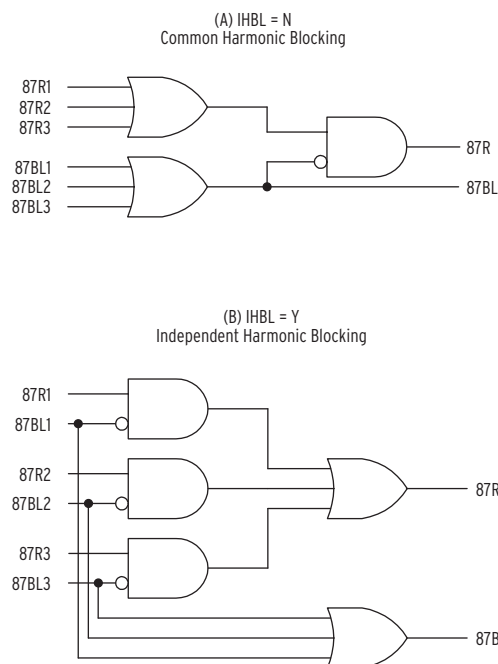 (A) IHBL = N
Common Harmonic Blocking
87R1
87R2
87R3
87R
87BL1
87BL2
87BL3
87BL
(B) IHBL = Y
Independent Harmonic Blocking
87R1
87BL1
87R2
87BL2
87R
87R3
87BL3
87B